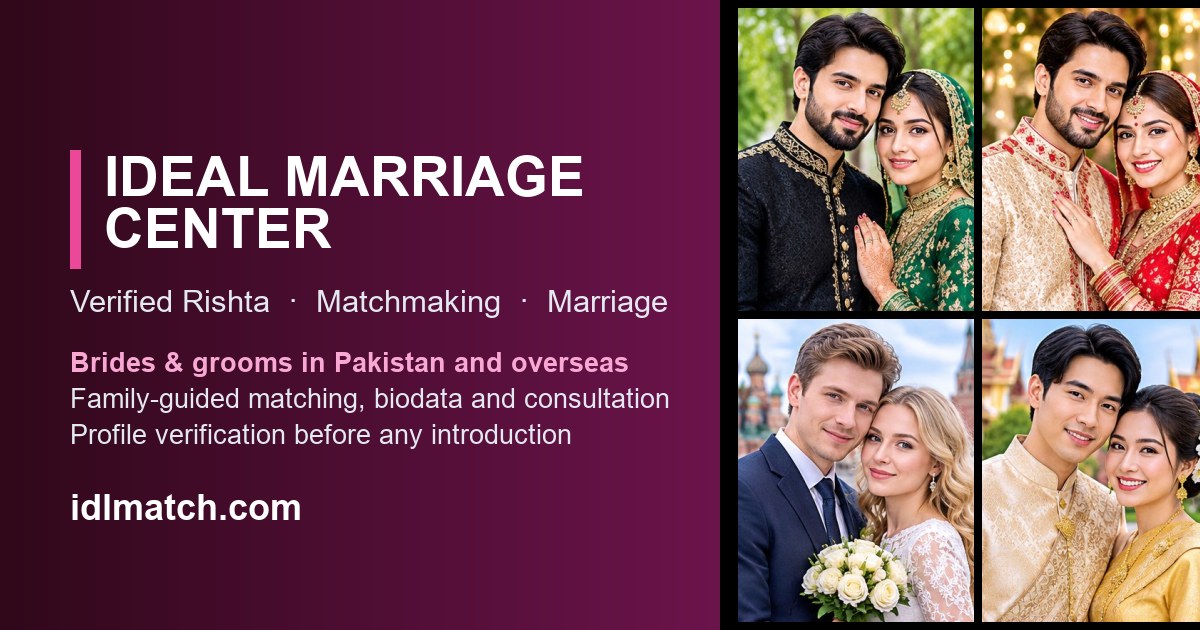 IDEAL MARRIAGE
CENTER
Verified Rishta · Matchmaking · Marriage
Brides & grooms in Pakistan and overseas
Family-guided matching, biodata and consultation
Profile verification before any introduction
idlmatch.com